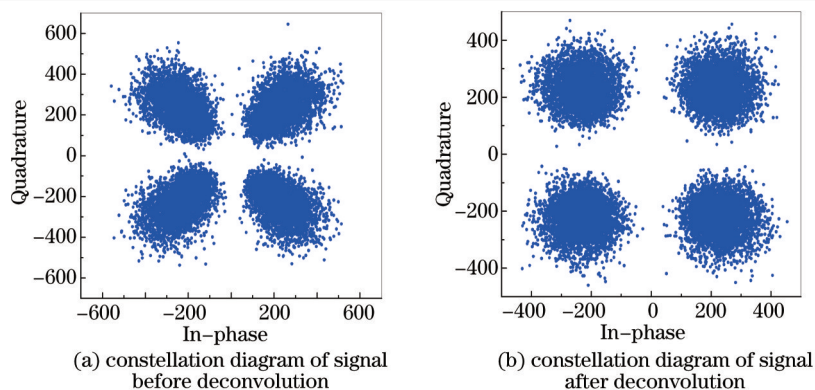 600
400
200
0
−200
−400
−600
Quadrature
−600
−200
0
200
600
In−phase
(a) constellation diagram of signal
before deconvolution
400
200
0
−200
−400
Quadrature
−400
−200
0
200
400
In−phase
(b) constellation diagram of signal
after deconvolution